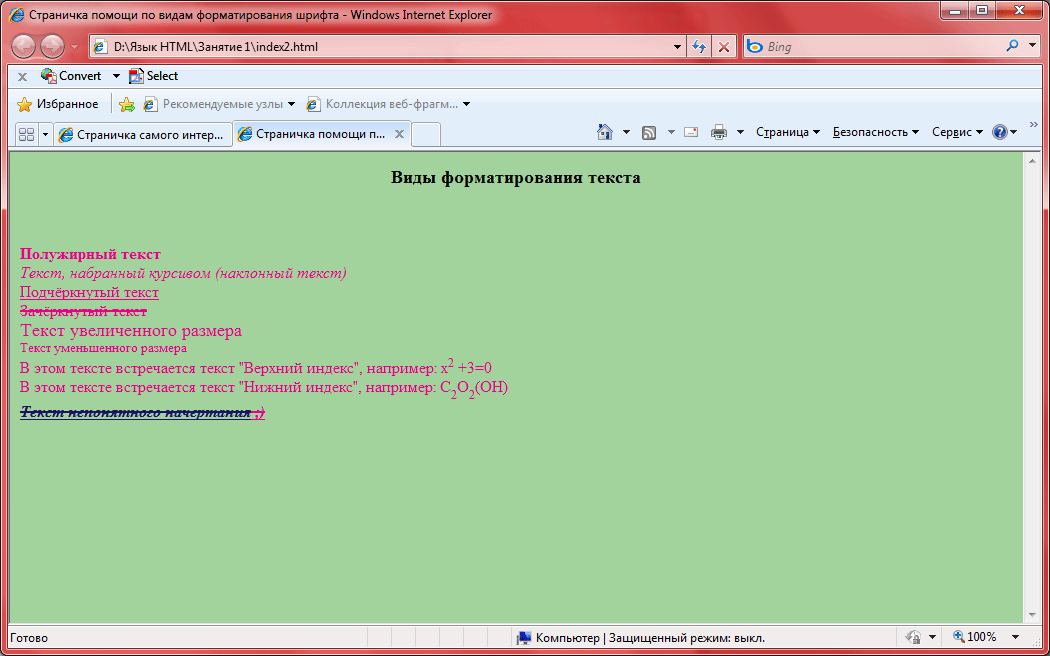 Страничка помощи по видам форматирования шрифта - Windows Internet Explorer
D:\Язык HTML\Занятие 1\index2.html
Bing
x Convert Select
Избранное Рекомендуемые узлы Коллекция веб-фрагм...
Страничка самого интер... Страничка помощи п... Страница Безопасность Сервис
Виды форматирования текста
Полужирный текст
Текст, набранный курсивом (наклонный текст)
Подчёркнутый текст
Зачёркнутый текст
Текст увеличенного размера
Текст уменьшенного размера
В этом тексте встречается текст "Верхний индекс", например: x² +3=0
В этом тексте встречается текст "Нижний индекс", например: C₂O₂(OH)
Текст непонятного начертания ;)
Готово Компьютер | Защищенный режим: выкл. 100%